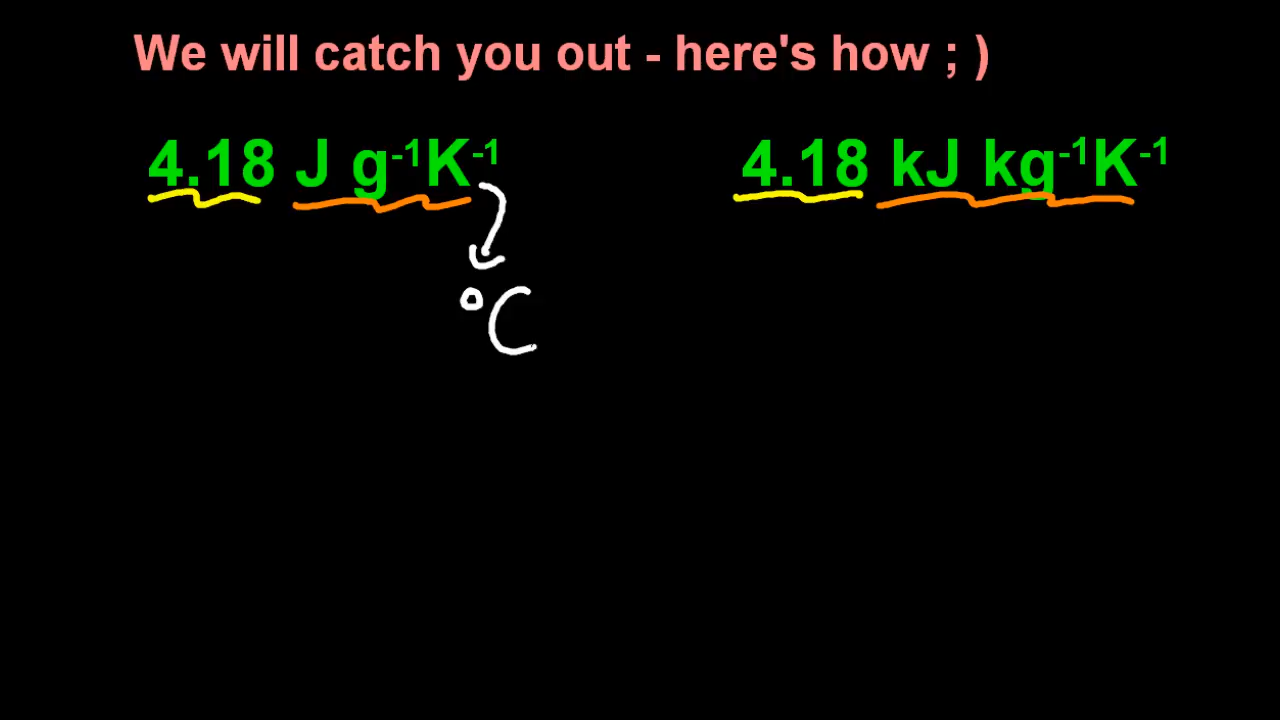 We will catch you out - here's how ; )
4.18 J g⁻¹K⁻¹
4.18 kJ kg⁻¹K⁻¹
°C